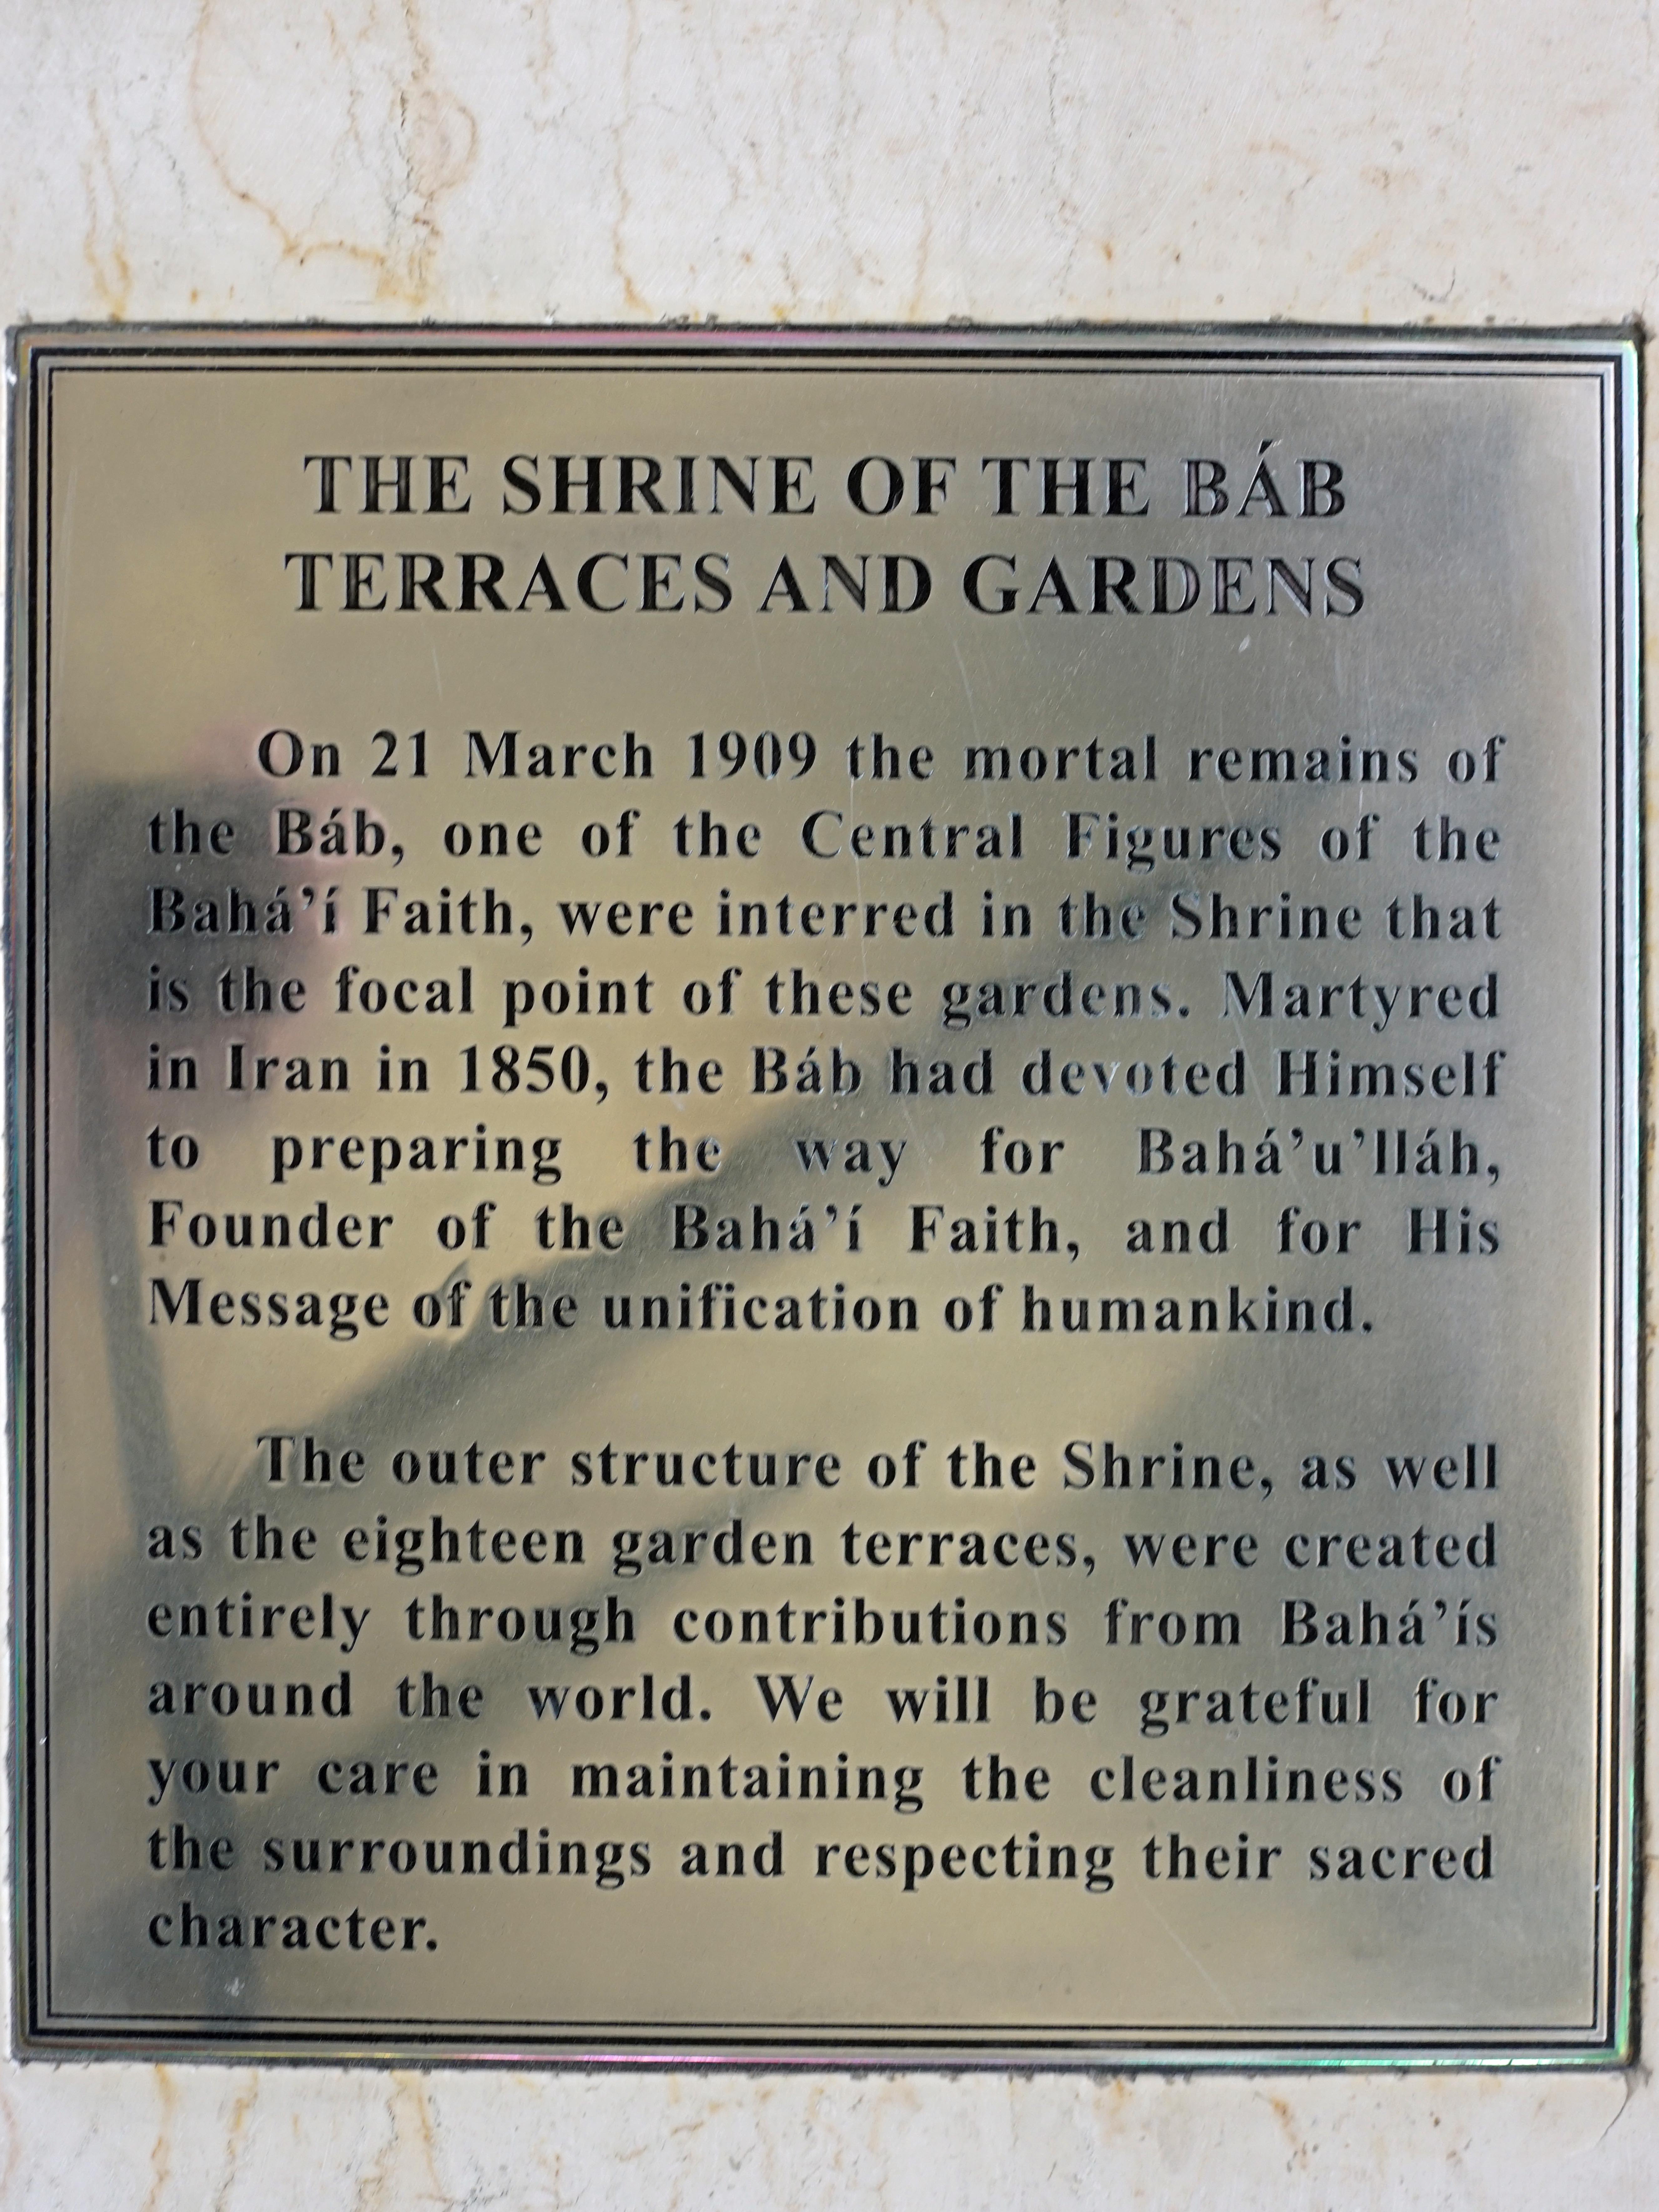 THE SHRINE OF THE BÁB
TERRACES AND GARDENS
On 21 March 1909 the mortal remains of
the Báb, one of the Central Figures of the
Bahá’í Faith, were interred in the Shrine that
is the focal point of these gardens. Martyred
in Iran in 1850, the Báb had devoted Himself
to preparing the way for Bahá’u’lláh,
Founder of the Bahá’í Faith, and for His
Message of the unification of humankind.
The outer structure of the Shrine, as well
as the eighteen garden terraces, were created
entirely through contributions from Bahá’ís
around the world. We will be grateful for
your care in maintaining the cleanliness of
the surroundings and respecting their sacred
character.